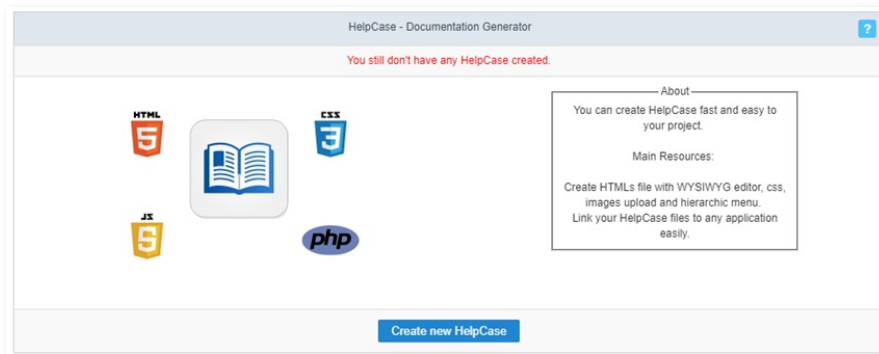 HelpCase - Documentation Generator
?
You still don't have any HelpCase created.
HTML
5
CSS
3
JS
5
php
About
You can create HelpCase fast and easy to
your project.
Main Resources:
Create HTMLs file with WYSIWYG editor, css,
images upload and hierarchic menu.
Link your HelpCase files to any application
easily.
Create new HelpCase